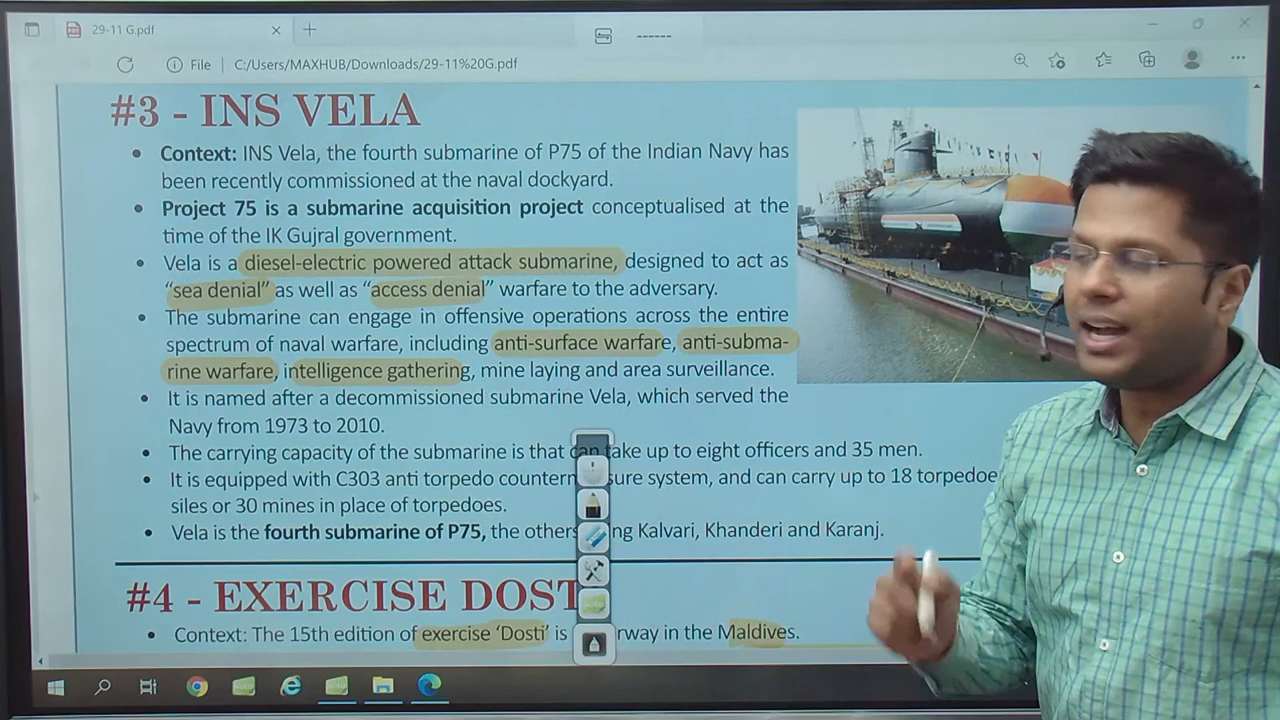 29-11 G.pdf
------
File
C:/Users/MAXHUB/Downloads/29-11%20G.pdf
#3 - INS VELA
Context: INS Vela, the fourth submarine of P75 of the Indian Navy has
been recently commissioned at the naval dockyard.
Project 75 is a submarine acquisition project conceptualised at the
time of the IK Gujral government.
Vela is a diesel-electric powered attack submarine, designed to act as
“sea denial” as well as “access denial” warfare to the adversary.
The submarine can engage in offensive operations across the entire
spectrum of naval warfare, including anti-surface warfare, anti-subma-
rine warfare, intelligence gathering, mine laying and area surveillance.
It is named after a decommissioned submarine Vela, which served the
Navy from 1973 to 2010.
The carrying capacity of the submarine is that can take up to eight officers and 35 men.
It is equipped with C303 anti torpedo countern sure system, and can carry up to 18 torpedoe
siles or 30 mines in place of torpedoes.
Vela is the fourth submarine of P75, the others ng Kalvari, Khanderi and Karanj.
#4 - EXERCISE DOST
Context: The 15th edition of exercise ‘Dosti’ is rway in the Maldives.